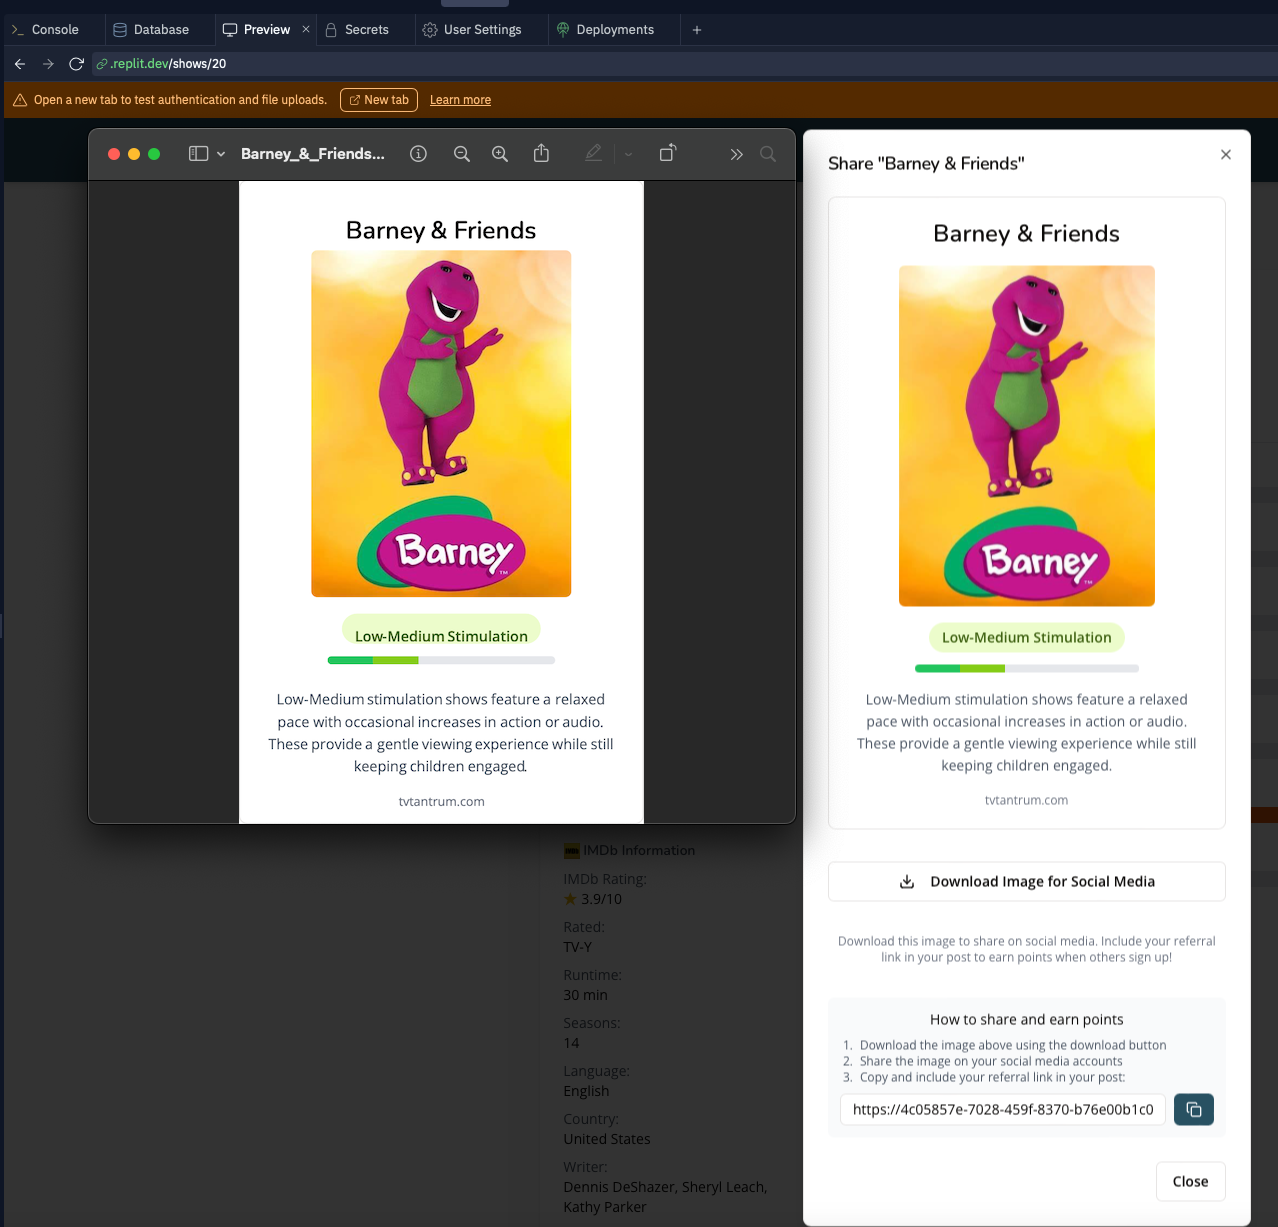 Console
Database
Preview
Secrets
User Settings
Deployments
.replit.dev/shows/20
Open a new tab to test authentication and file uploads.
New tab
Learn more
Barney_&_Friends...
Barney & Friends
Barney
TM
Low-Medium Stimulation
Low-Medium stimulation shows feature a relaxed
pace with occasional increases in action or audio.
These provide a gentle viewing experience while still
keeping children engaged.
tvtantrum.com
IMDb Information
IMDb Rating:
3.9/10
Rated:
TV-Y
Runtime:
30 min
Seasons:
14
Language:
English
Country:
United States
Writer:
Dennis DeShazer, Sheryl Leach,
Kathy Parker
Share "Barney & Friends"
Barney & Friends
Barney
TM
Low-Medium Stimulation
Low-Medium stimulation shows feature a relaxed
pace with occasional increases in action or audio.
These provide a gentle viewing experience while still
keeping children engaged.
tvtantrum.com
Download Image for Social Media
Download this image to share on social media. Include your referral
link in your post to earn points when others sign up!
How to share and earn points
1. Download the image above using the download button
2. Share the image on your social media accounts
3. Copy and include your referral link in your post:
https://4c05857e-7028-459f-8370-b76e00b1c0
Close